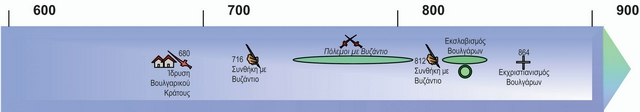 600
700
800
900
680
Ίδρυση
Βουλγαρικού
Κράτους
716
Συνθήκη με
Βυζάντιο
Πόλεμοι με Βυζάντιο
812
Συνθήκη με
Βυζάντιο
Εκσλαβισμός
Βουλγάρων
864
Εκχριστιανισμός
Βουλγάρων